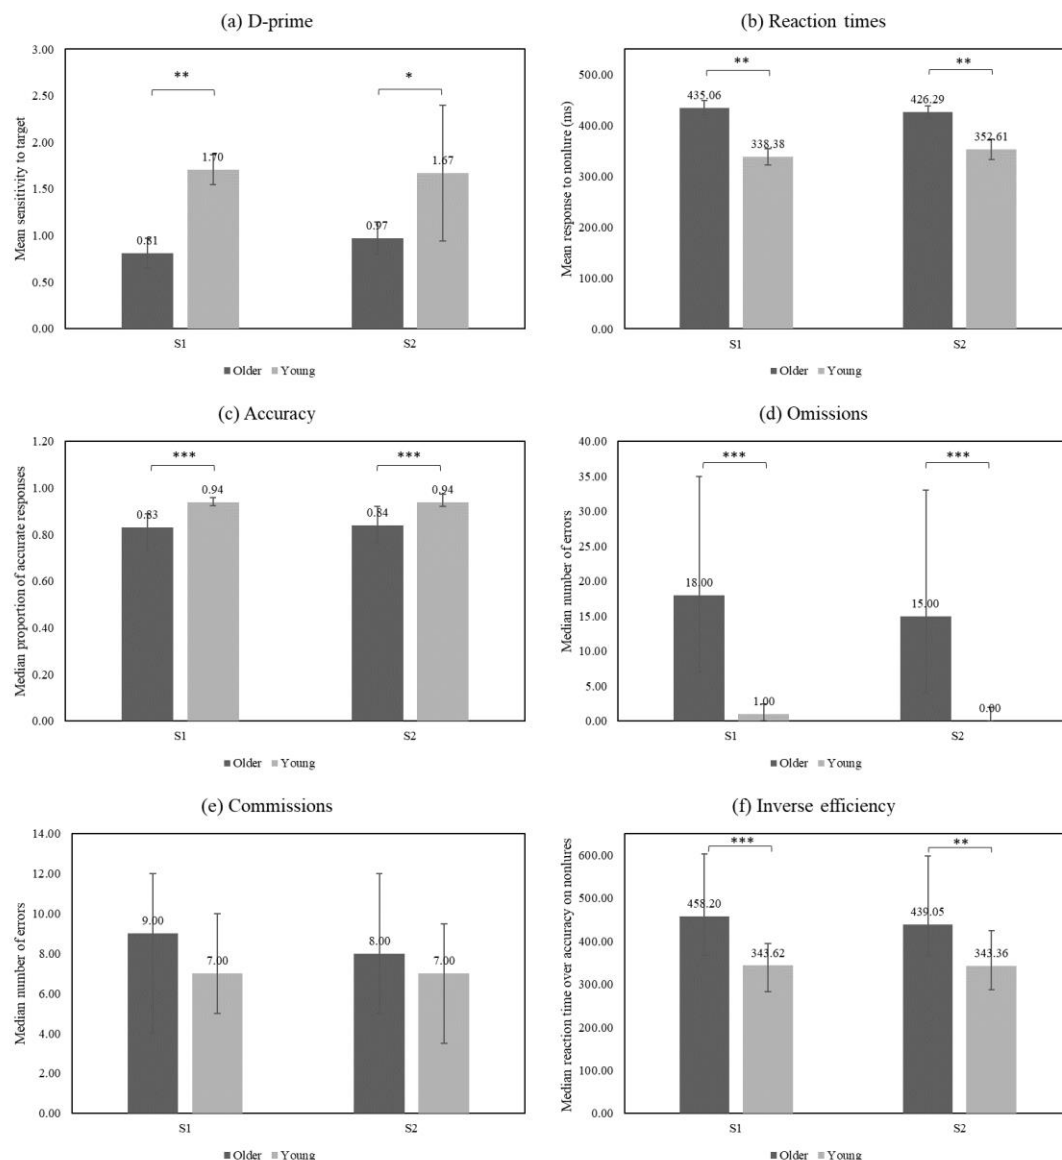 (a) D-prime
Mean sensitivity to target
3.00
2.50
2.00
1.50
1.00
0.50
0.00
**
*
0.81
1.70
0.97
1.67
S1
S2
Older Young
(b) Reaction times
Mean response to nonlure (ms)
500.00
400.00
300.00
200.00
100.00
0.00
**
**
435.06
338.38
426.29
352.61
S1
S2
Older Young
(c) Accuracy
Median proportion of accurate responses
1.20
1.00
0.80
0.60
0.40
0.20
0.00
***
***
0.83
0.94
0.84
0.94
S1
S2
Older Young
(d) Omissions
Median number of errors
40.00
35.00
30.00
25.00
20.00
15.00
10.00
5.00
0.00
***
***
18.00
1.00
15.00
0.00
S1
S2
Older Young
(e) Commissions
Median number of errors
14.00
12.00
10.00
8.00
6.00
4.00
2.00
0.00
9.00
7.00
8.00
7.00
S1
S2
Older Young
(f) Inverse efficiency
Median reaction time over accuracy on nonlures
600.00
500.00
400.00
300.00
200.00
100.00
0.00
***
**
458.20
343.62
439.05
343.36
S1
S2
Older Young